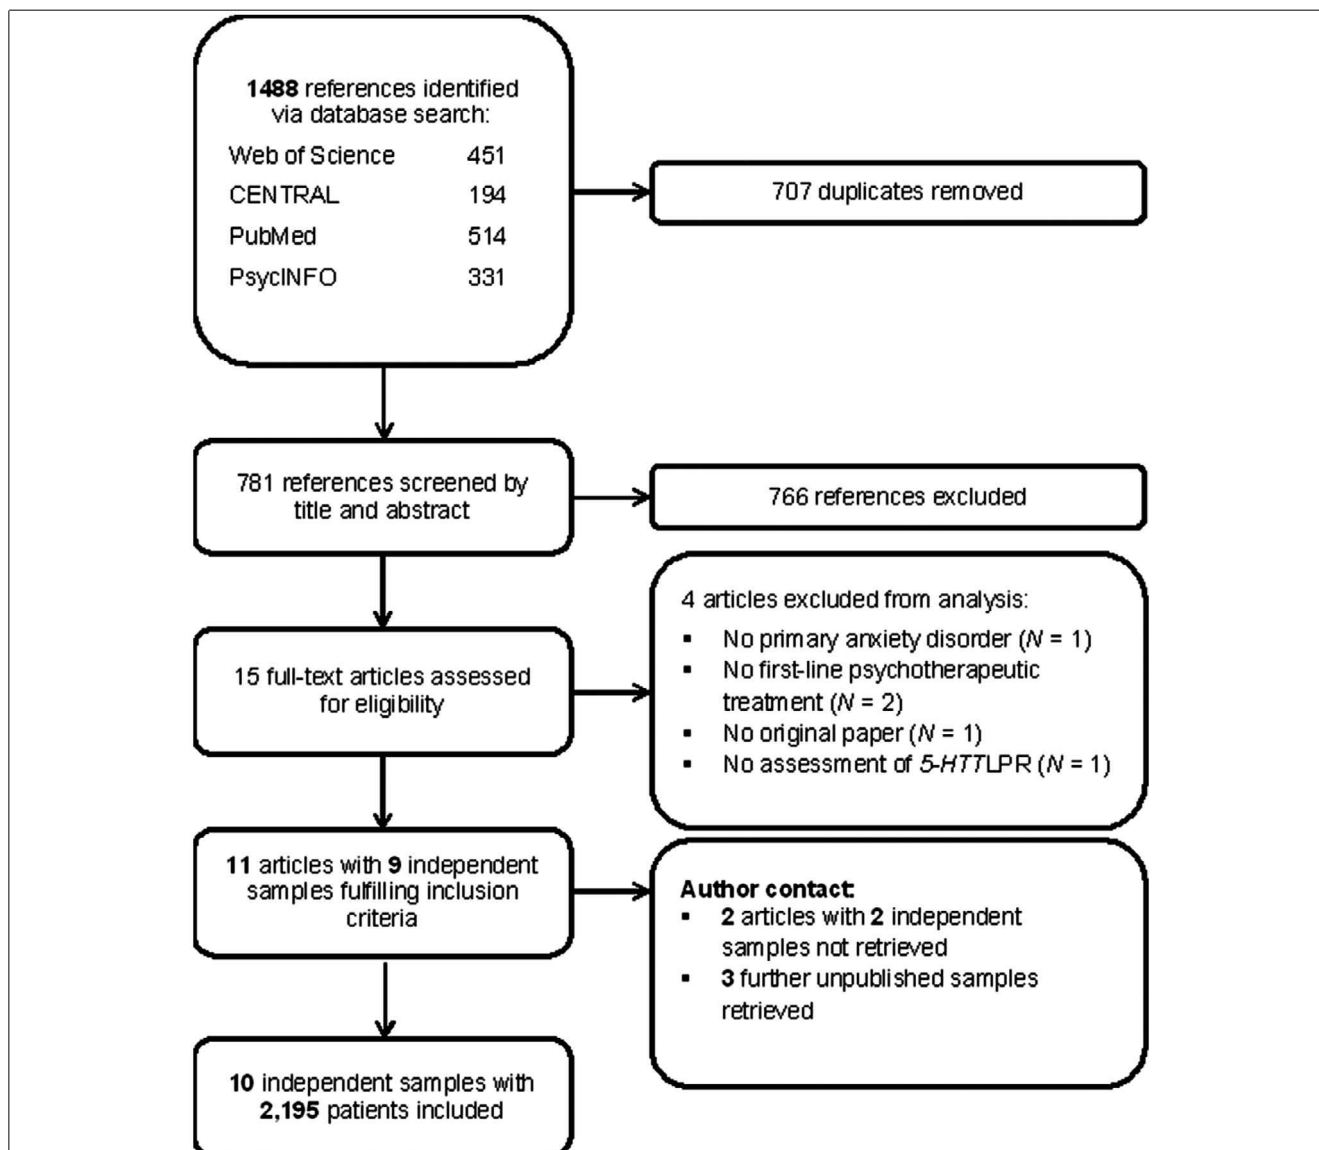 1488 references identified
via database search:
Web of Science 451
CENTRAL 194
PubMed 514
PsycINFO 331
707 duplicates removed
781 references screened by
title and abstract
766 references excluded
15 full-text articles assessed
for eligibility
4 articles excluded from analysis:
▪ No primary anxiety disorder (N = 1)
▪ No first-line psychotherapeutic
treatment (N = 2)
▪ No original paper (N = 1)
▪ No assessment of 5-HTTLPR (N = 1)
11 articles with 9 independent
samples fulfilling inclusion
criteria
Author contact:
▪ 2 articles with 2 independent
samples not retrieved
▪ 3 further unpublished samples
retrieved
10 independent samples with
2,195 patients included